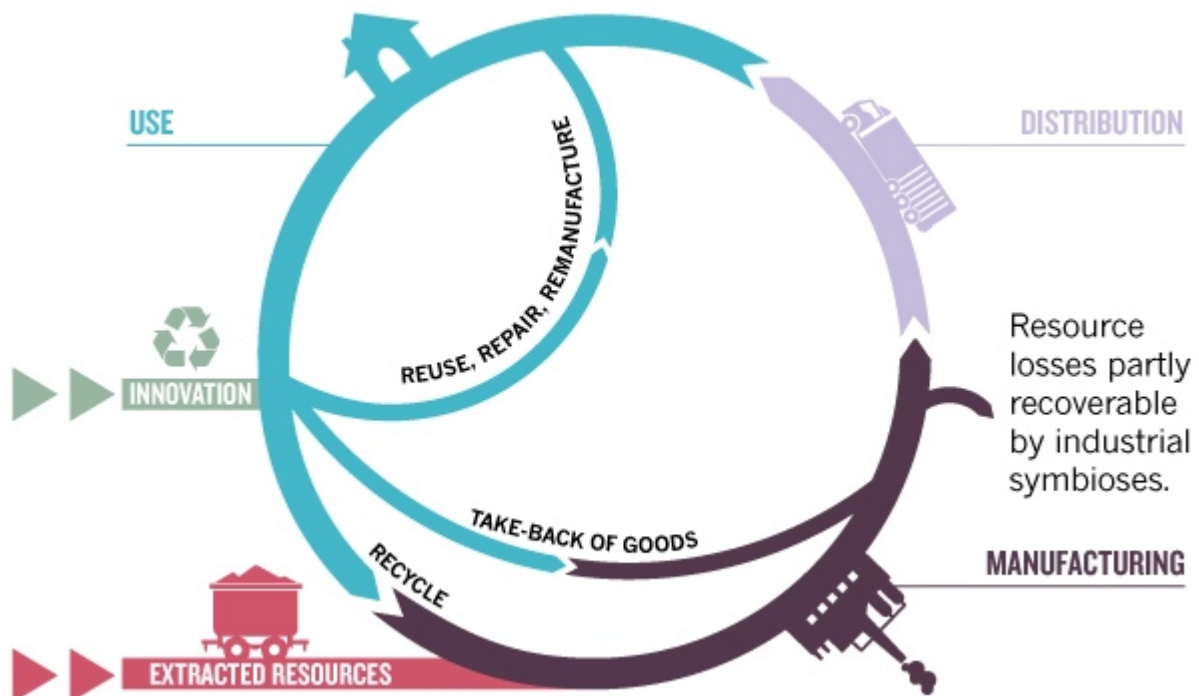 USE
DISTRIBUTION
REUSE, REPAIR, REMANUFACTURE
INNOVATION
Resource
losses partly
recoverable
by industrial
symbioses.
TAKE-BACK OF GOODS
RECYCLE
MANUFACTURING
EXTRACTED RESOURCES